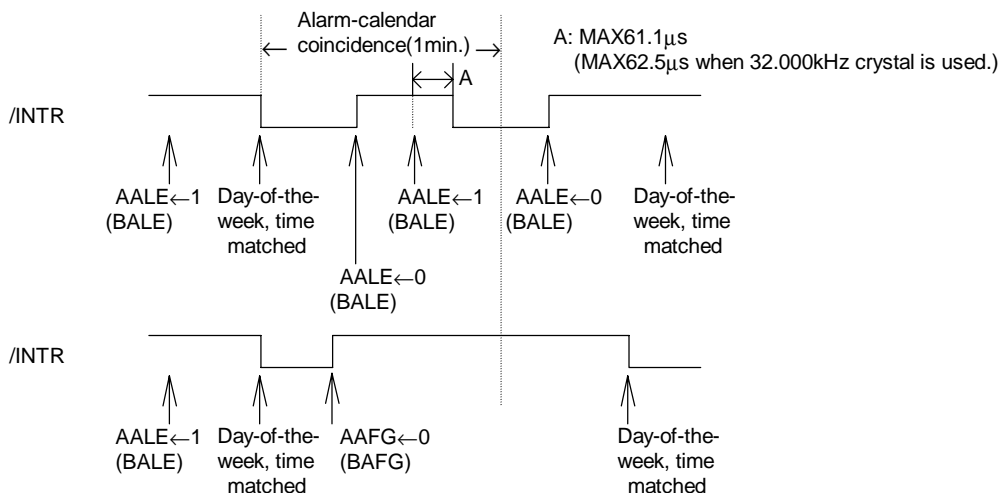 Alarm-calendar
coincidence(1min.)
A: MAX61.1μs
(MAX62.5μs when 32.000kHz crystal is used.)
A
/INTR
AALE←1
(BALE)
Day-of-the-
week, time
matched
AALE←0
(BALE)
AALE←1
(BALE)
AALE←0
(BALE)
Day-of-the-
week, time
matched
/INTR
AALE←1
(BALE)
Day-of-the-
week, time
matched
AAFG←0
(BAFG)
Day-of-the-
week, time
matched